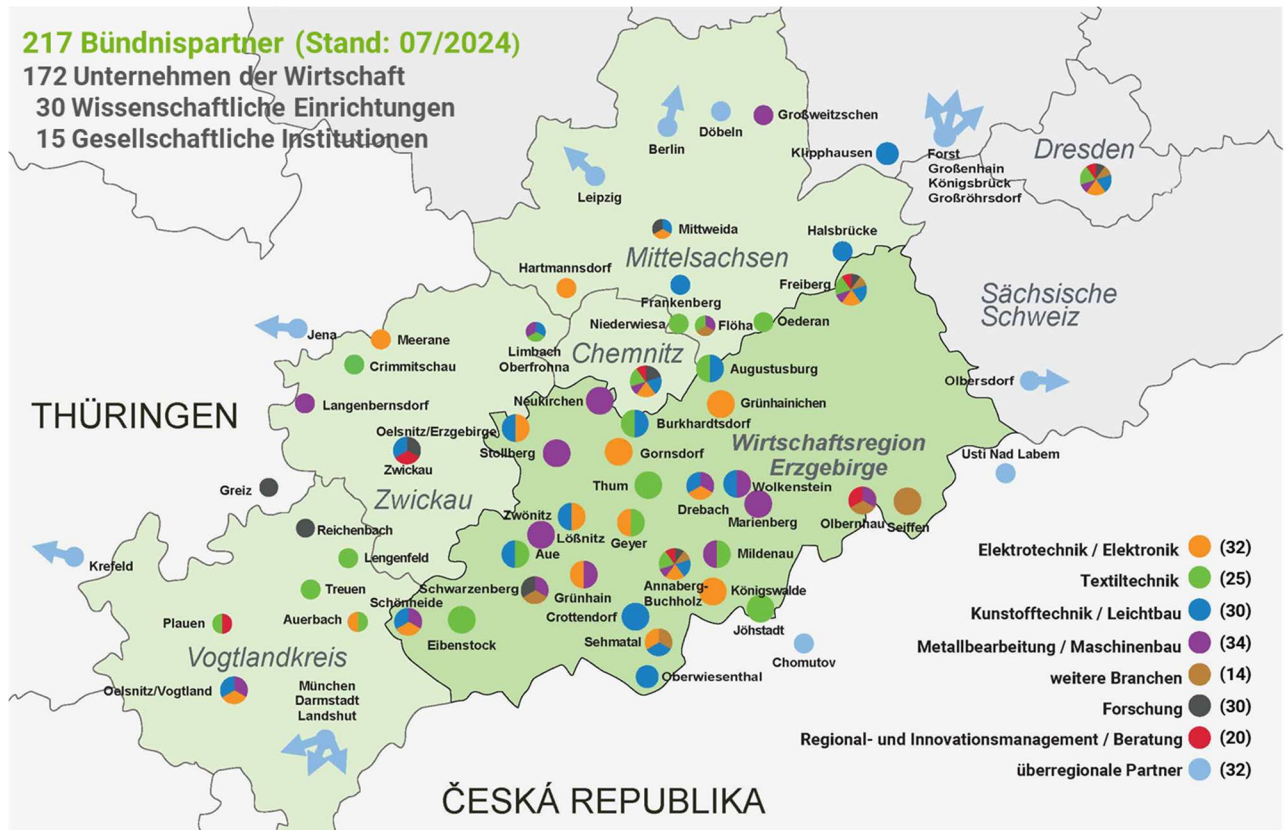 217 Bündnispartner (Stand: 07/2024)
172 Unternehmen der Wirtschaft
30 Wissenschaftliche Einrichtungen
15 Gesellschaftliche Institutionen
Berlin
Döbeln
Großweitzschen
Klipphausen
Forst
Großenhain
Königsbrück
Großröhrsdorf
Dresden
Leipzig
Mittweida
Halsbrücke
Mittelsachsen
Hartmannsdorf
Freiberg
Frankenberg
Sächsische
Schweiz
Niederwiesa
Flöha
Oederan
Jena
Meerane
Limbach
Oberfrohna
Chemnitz
Crimmitschau
Augustusburg
Olbersdorf
THÜRINGEN
Langenbernsdorf
Neukirchen
Grünhainichen
Oelsnitz/Erzgebirge
Burkhardtsdorf
Stollberg
Gornsdorf
Wirtschaftsregion
Erzgebirge
Usti Nad Labem
Zwickau
Greiz
Zwickau
Thum
Drebach
Wolkenstein
Marienberg
Olbernhau
Seiffen
Reichenbach
Zwönitz
Lößnitz
Geyer
Krefeld
Lengenfeld
Aue
Mildenau
Treuen
Schwarzenberg
Grünhain
Annaberg-
Buchholz
Königswalde
Schönheide
Plauen
Auerbach
Eibenstock
Crottendorf
Jöhstadt
Sehmatal
Chomutov
Vogtlandkreis
Oelsnitz/Vogtland
Oberwiesenthal
München
Darmstadt
Landshut
ČESKÁ REPUBLIKA
Elektrotechnik / Elektronik (32)
Textiltechnik (25)
Kunstofftechnik / Leichtbau (30)
Metallbearbeitung / Maschinenbau (34)
weitere Branchen (14)
Forschung (30)
Regional- und Innovationsmanagement / Beratung (20)
überregionale Partner (32)